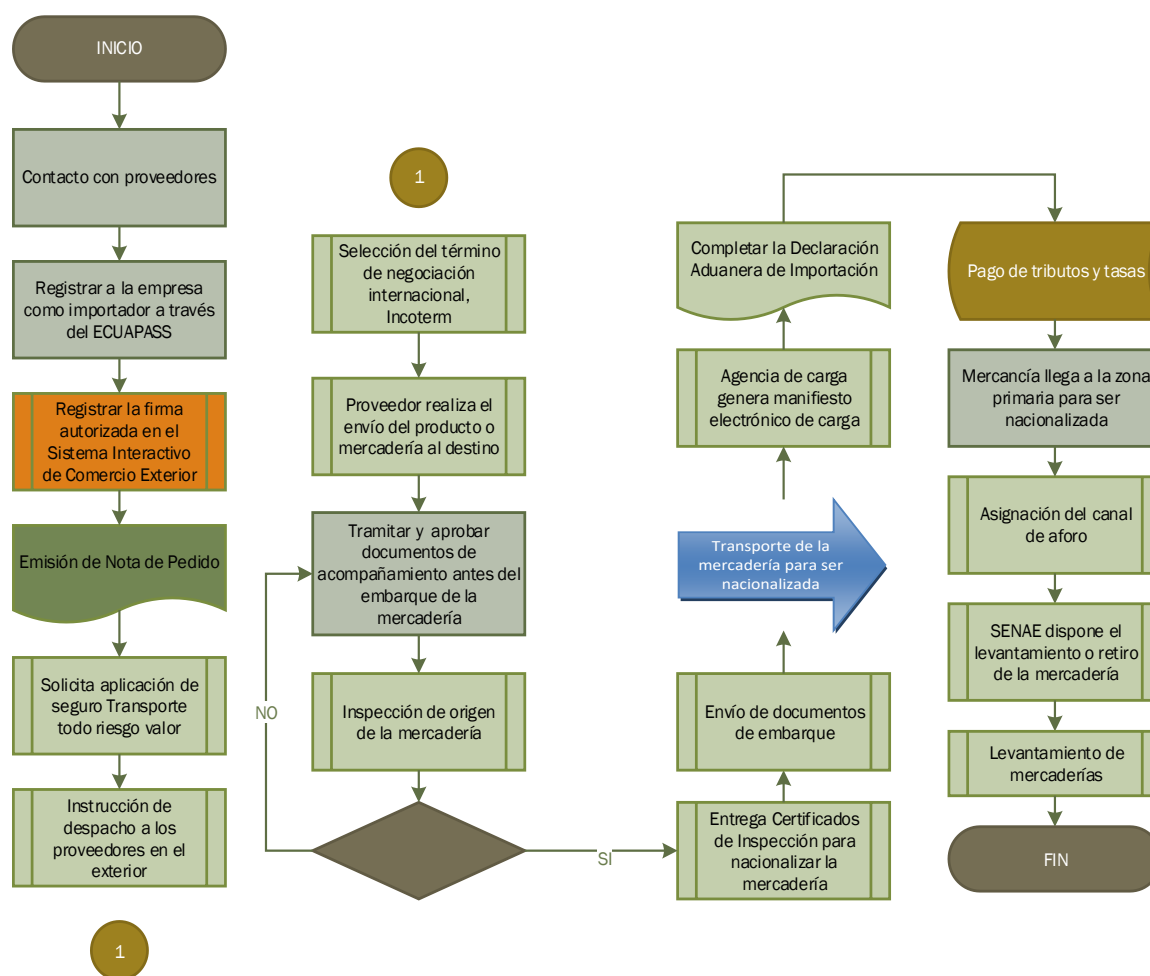 INICIO
Contacto con proveedores
Registrar a la empresa
como importador a través
del ECUAPASS
Registrar la firma
autorizada en el
Sistema Interactivo
de Comercio Exterior
Emisión de Nota de Pedido
Solicita aplicación de
seguro Transporte
todo riesgo valor
Instrucción de
despacho a los
proveedores en el
exterior
1
1
Selección del término
de negociación
internacional,
Incoterm
Proveedor realiza el
envío del producto o
mercadería al destino
Tramitar y aprobar
documentos de
acompañamiento antes del
embarque de la
mercadería
Inspección de origen
de la mercadería
NO
SI
Completar la Declaración
Aduanera de Importación
Agencia de carga
genera manifiesto
electrónico de carga
Transporte de la
mercadería para ser
nacionalizada
Envío de documentos
de embarque
Entrega Certificados
de Inspección para
nacionalizar la
mercadería
Pago de tributos y tasas
Mercancía llega a la zona
primaria para ser
nacionalizada
Asignación del canal
de aforo
SENAE dispone el
levantamiento o retiro
de la mercadería
Levantamiento de
mercaderías
FIN